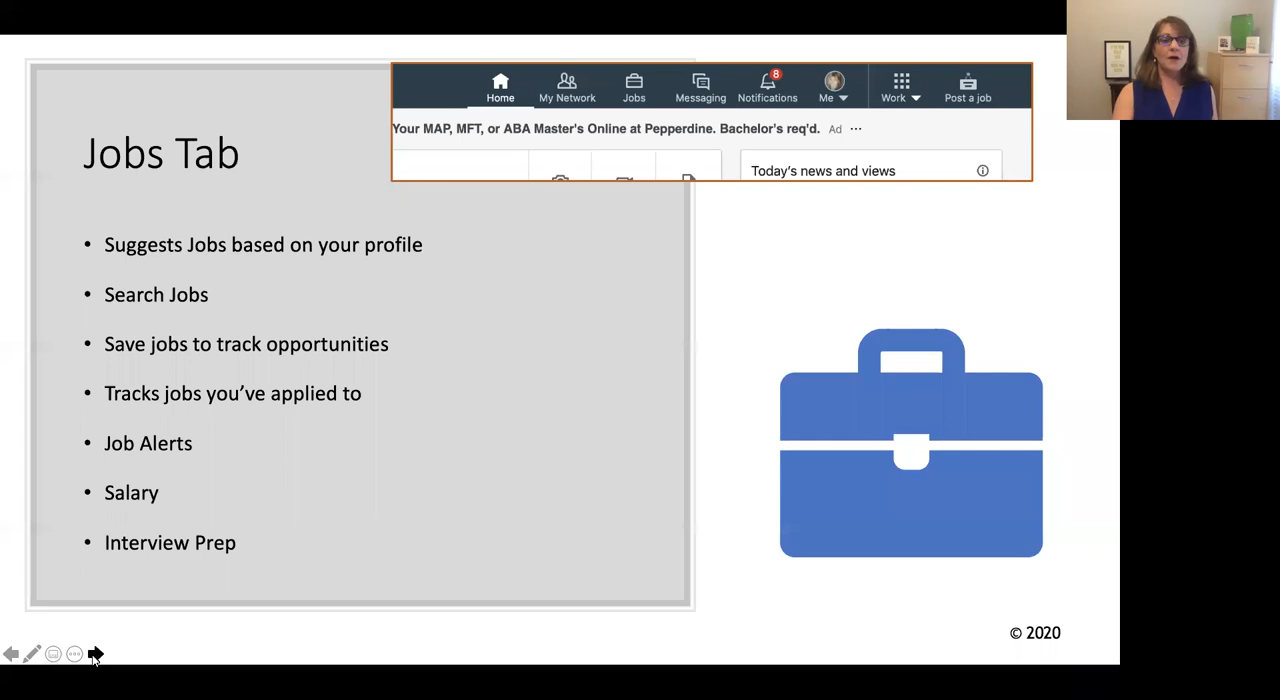 Home
My Network
Jobs
Messaging
8
Notifications
Me
Work
Post a job
Your MAP, MFT, or ABA Master's Online at Pepperdine. Bachelor's req'd. Ad ···
Today's news and views
Jobs Tab
• Suggests Jobs based on your profile
• Search Jobs
• Save jobs to track opportunities
• Tracks jobs you've applied to
• Job Alerts
• Salary
• Interview Prep
© 2020